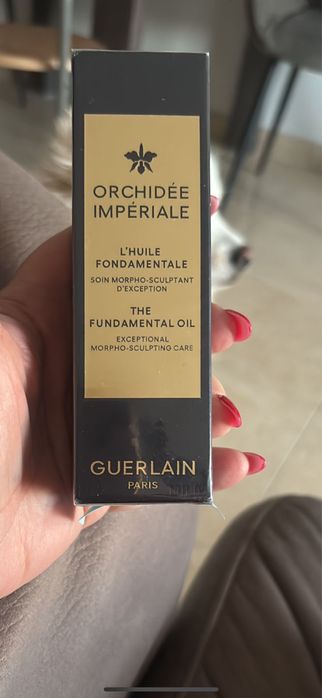 ORCHIDÉE
IMPÉRIALE
L'HUILE
FONDAMENTALE
SOIN MORPHO-SCULPTANT
D'EXCEPTION
THE
FUNDAMENTAL OIL
EXCEPTIONAL
MORPHO-SCULPTING CARE
GUERLAIN
PARIS